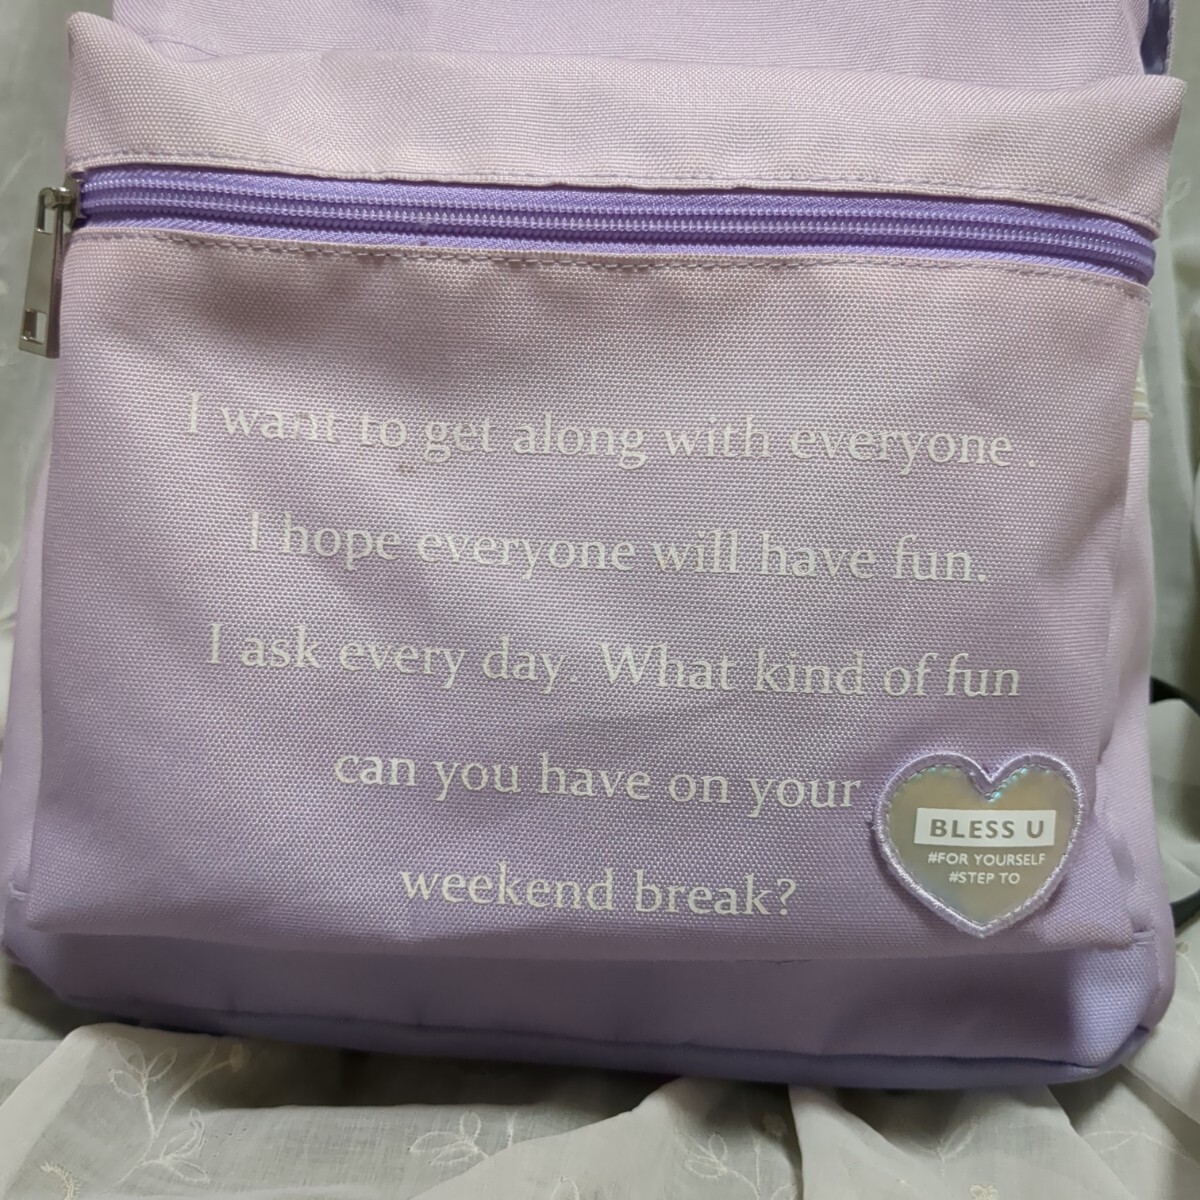 I want to get along with everyone.
I hope everyone will have fun.
I ask every day. What kind of fun
can you have on your
weekend break?
BLESS U
#FOR YOURSELF
#STEP TO